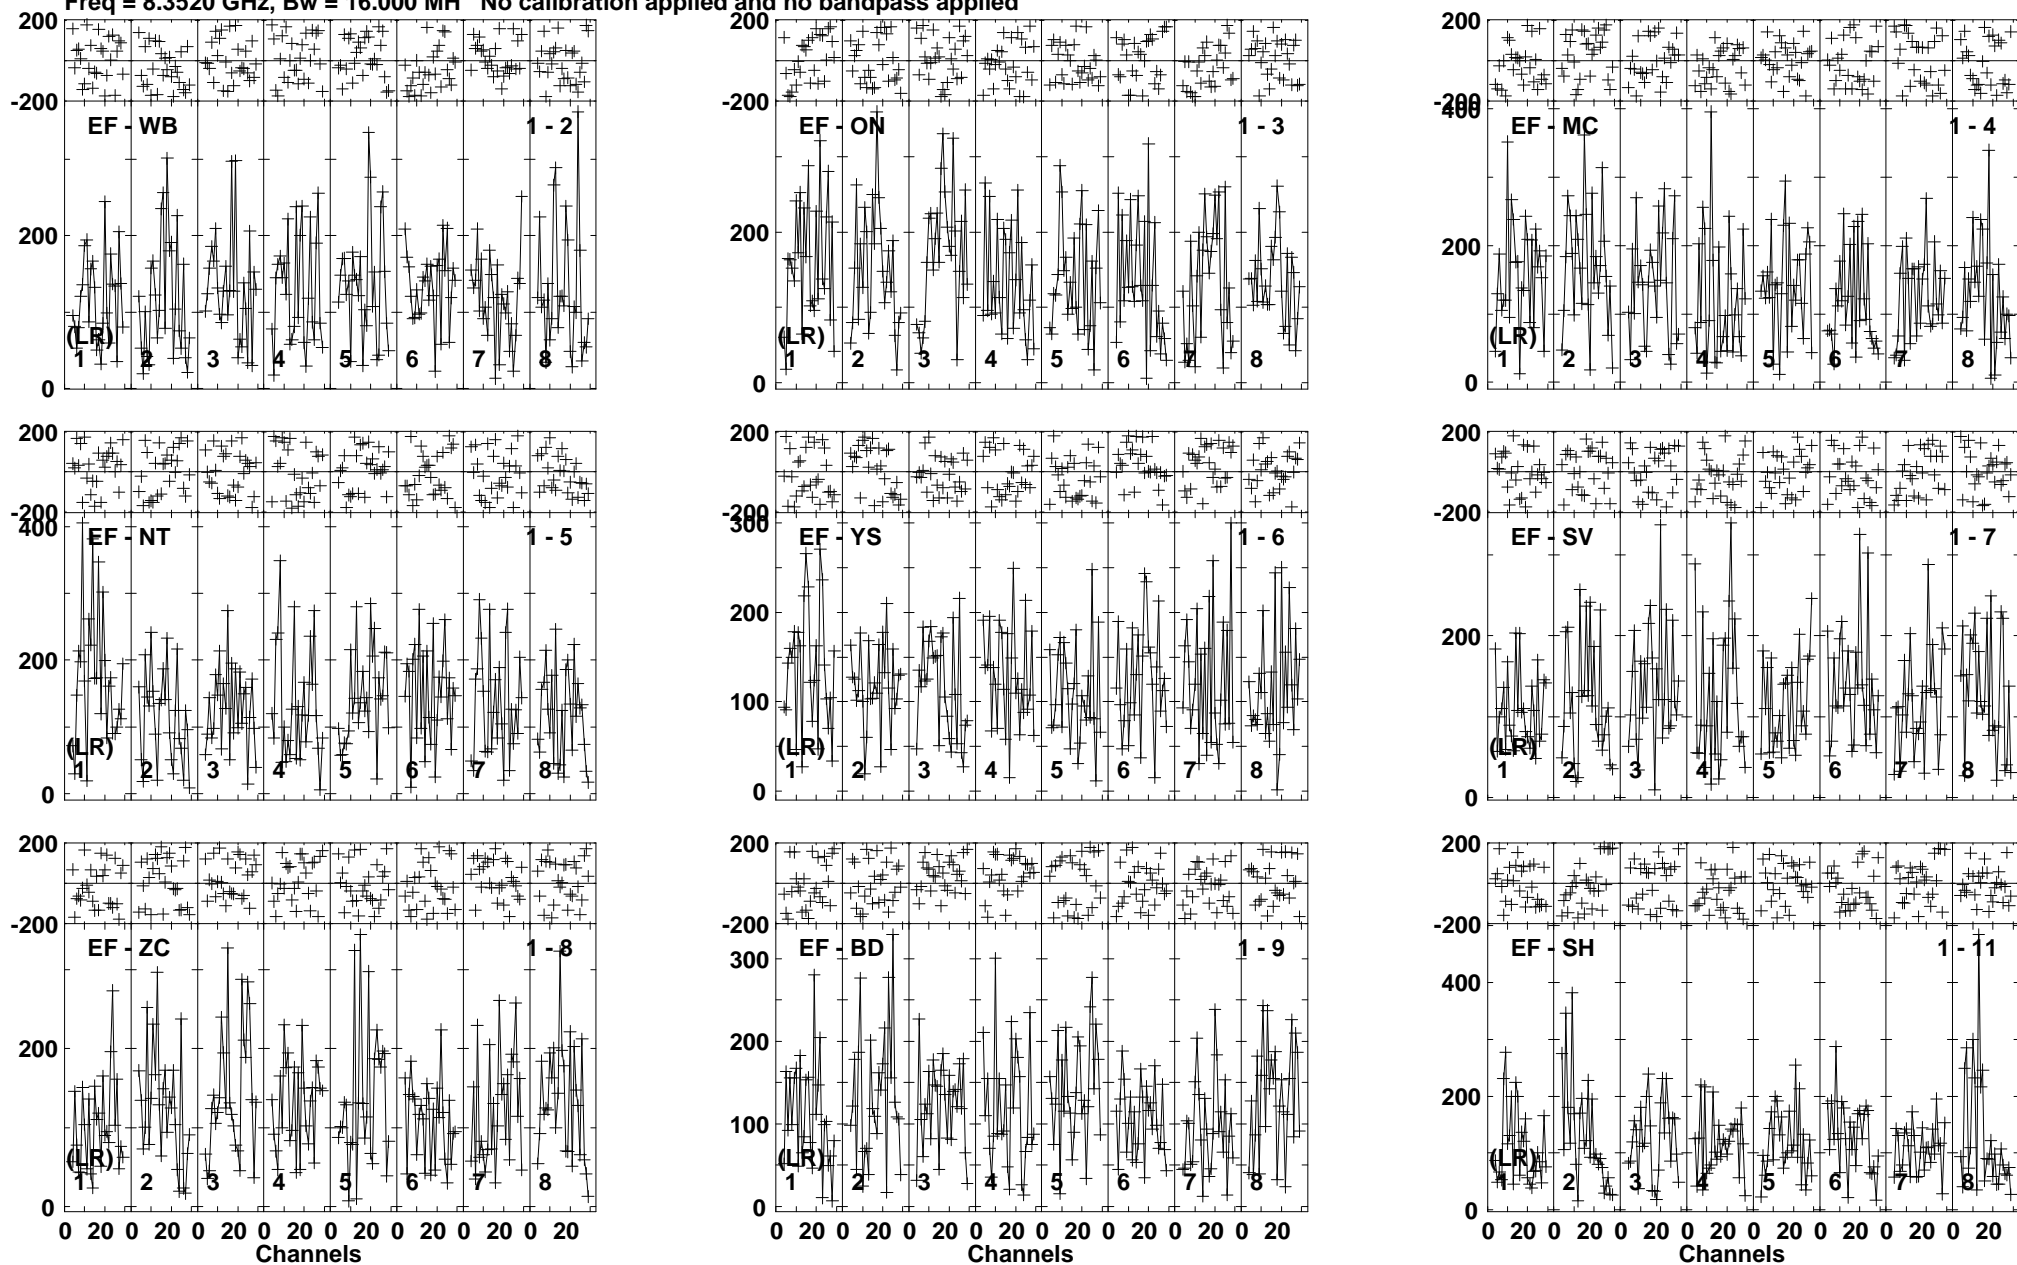 Freq = 8.3520 GHz, Bw = 16.000 MH No calibration applied and no bandpass applied
200 200 200
-200 -200 -200
400
EF - WB 1 - 2 EF - ON 1 - 3 EF - MC 1 - 4
200 200 200
(LR) (LR) (LR)
1 2 3 4 5 6 7 8 1 2 3 4 5 6 7 8 1 2 3 4 5 6 7 8
0 0 0
200 200 200
-200 -200 -200
400 300
EF - NT 1 - 5 EF - YS 1 - 6 EF - SV 1 - 7
200 200 200
100
(LR) (LR) (LR)
1 2 3 4 5 6 7 8 1 2 3 4 5 6 7 8 1 2 3 4 5 6 7 8
0 0 0
200 200 200
-200 -200 -200
EF - ZC 1 - 8 EF - BD 1 - 9 EF - SH 1 - 11
300 400
200 200 200
100
(LR) (LR) (LR)
1 2 3 4 5 6 7 8 1 2 3 4 5 6 7 8 1 2 3 4 5 6 7 8
0 0 0
0 20 0 20 0 20 0 20 0 20 0 20 0 20 0 20 0 20 0 20 0 20 0 20 0 20 0 20 0 20 0 20 0 20 0 20 0 20 0 20 0 20 0 20 0 20 0 20
Channels Channels Channels